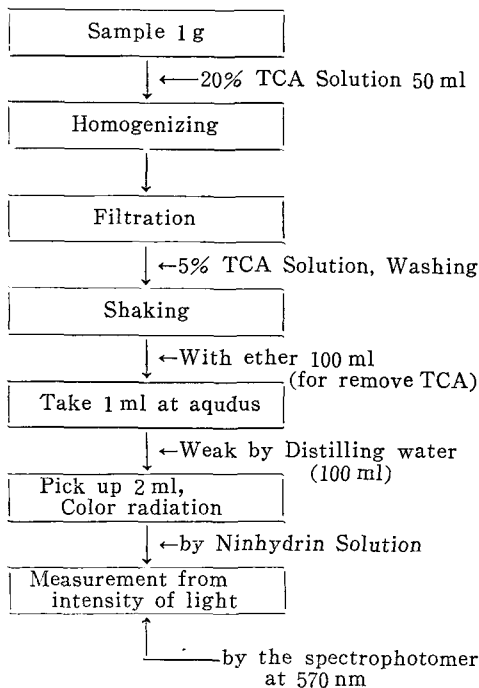 Sample 1 g
←20% TCA Solution 50 ml
Homogenizing
Filtration
←5% TCA Solution, Washing
Shaking
←With ether 100 ml
(for remove TCA)
Take 1 ml at aqudus
←Weak by Distilling water
(100 ml)
Pick up 2 ml,
Color radiation
←by Ninhydrin Solution
Measurement from
intensity of light
by the spectrophotomer
at 570 nm